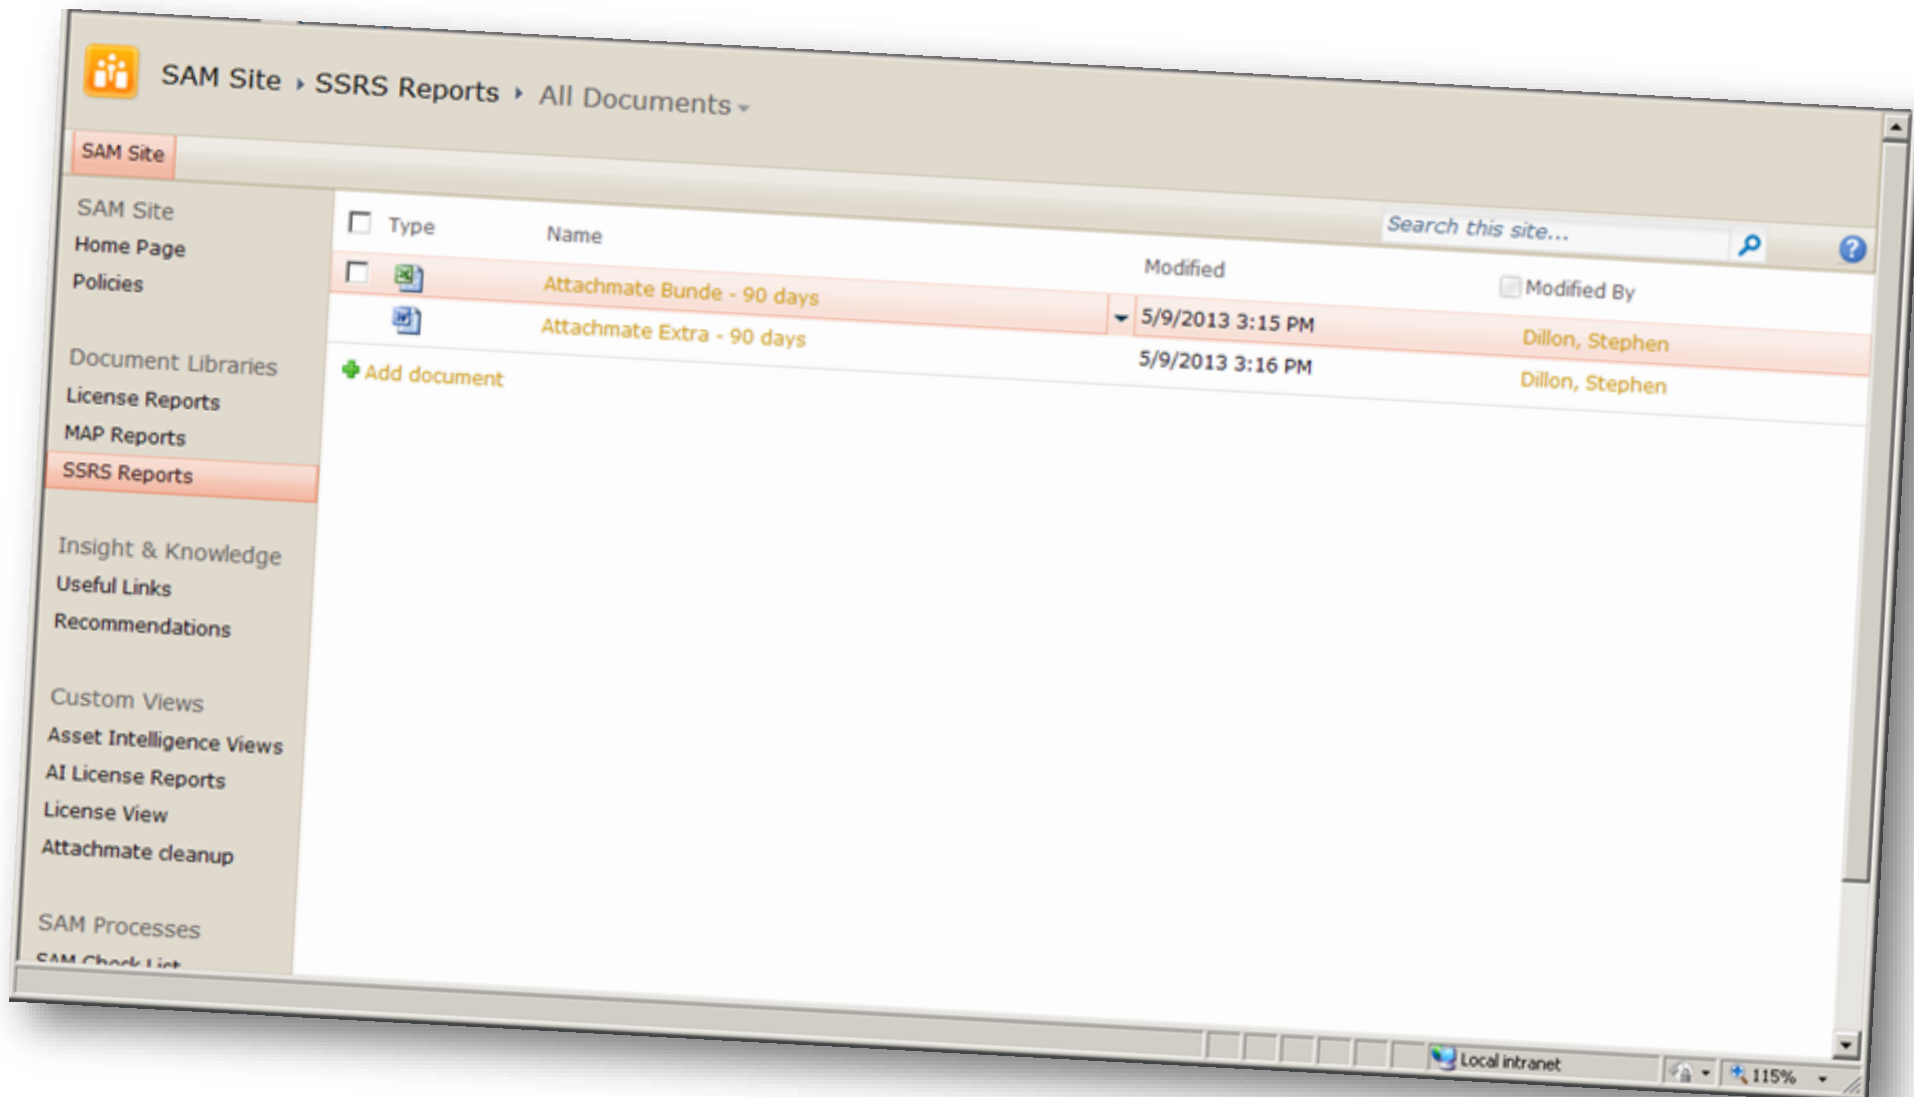 SAM Site ▸ SSRS Reports ▸ All Documents
SAM Site
Search this site...
SAM Site
Home Page
Policies
Document Libraries
License Reports
MAP Reports
SSRS Reports
Insight & Knowledge
Useful Links
Recommendations
Custom Views
Asset Intelligence Views
AI License Reports
License View
Attachmate cleanup
SAM Processes
SAM Check List
Type Name Modified Modified By
Attachmate Bunde - 90 days 5/9/2013 3:15 PM Dillon, Stephen
Attachmate Extra - 90 days 5/9/2013 3:16 PM Dillon, Stephen
Add document
Local intranet 115%